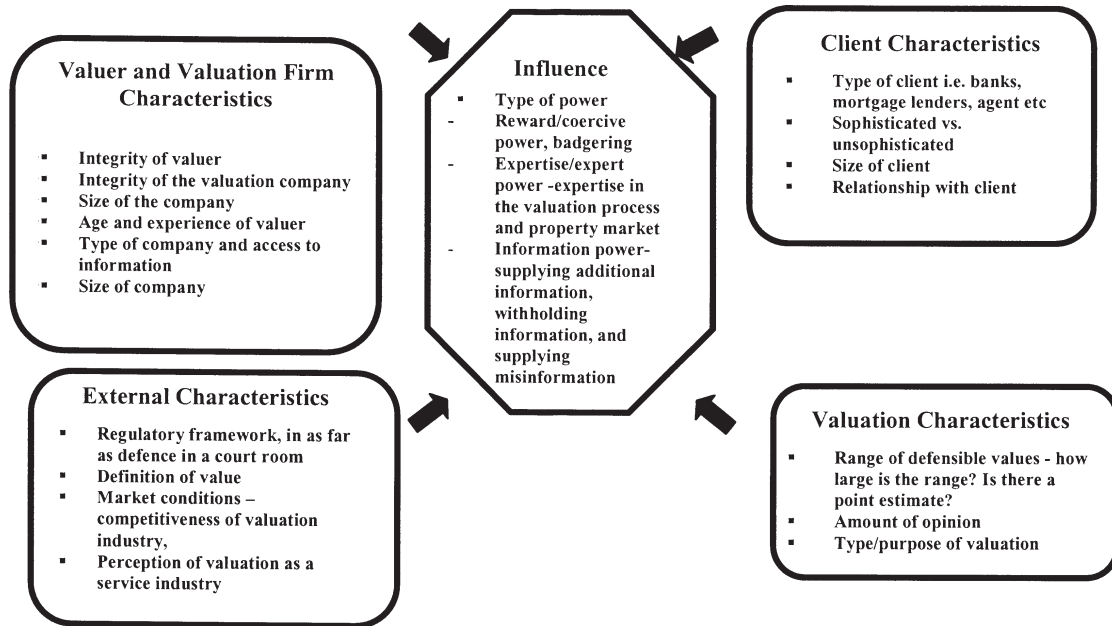 Valuer and Valuation Firm
Characteristics
▪ Integrity of valuer
▪ Integrity of the valuation company
▪ Size of the company
▪ Age and experience of valuer
▪ Type of company and access to
information
▪ Size of company
Influence
▪ Type of power
- Reward/coercive
power, badgering
- Expertise/expert
power -expertise in
the valuation process
and property market
- Information power-
supplying additional
information,
withholding
information, and
supplying
misinformation
Client Characteristics
▪ Type of client i.e. banks,
mortgage lenders, agent etc
▪ Sophisticated vs.
unsophisticated
▪ Size of client
▪ Relationship with client
External Characteristics
▪ Regulatory framework, in as far
as defence in a court room
▪ Definition of value
▪ Market conditions –
competitiveness of valuation
industry,
▪ Perception of valuation as a
service industry
Valuation Characteristics
▪ Range of defensible values - how
large is the range? Is there a
point estimate?
▪ Amount of opinion
▪ Type/purpose of valuation